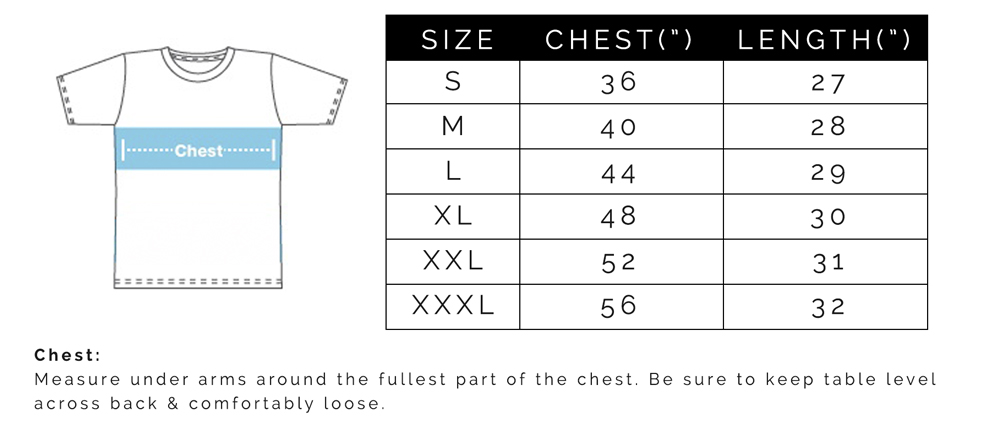 Chest
SIZE CHEST(”) LENGTH(”)
S 36 27
M 40 28
L 44 29
XL 48 30
XXL 52 31
XXXL 56 32
Chest:
Measure under arms around the fullest part of the chest. Be sure to keep table level
across back & comfortably loose.